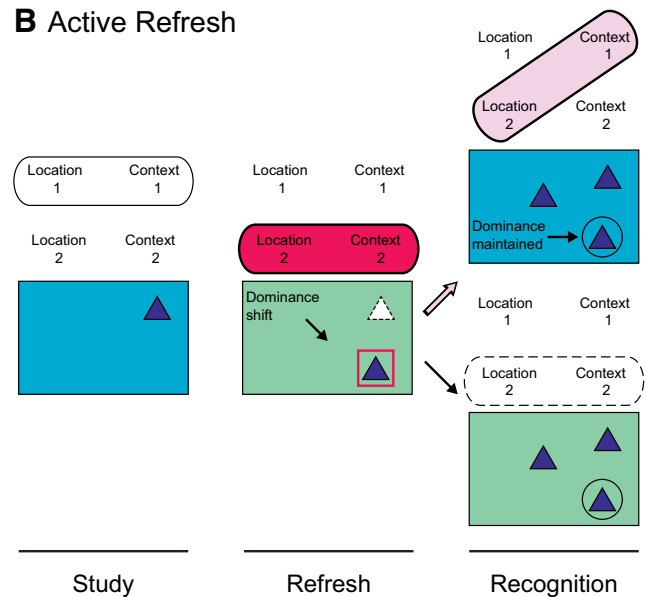 B Active Refresh
Location 1 Context 1
Location 2 Context 2
Location 1 Context 1
Location 2 Context 2
Dominance
shift
Location 1 Context 1
Location 2 Context 2
Dominance
maintained
Location 1 Context 1
Location 2 Context 2
Study
Refresh
Recognition